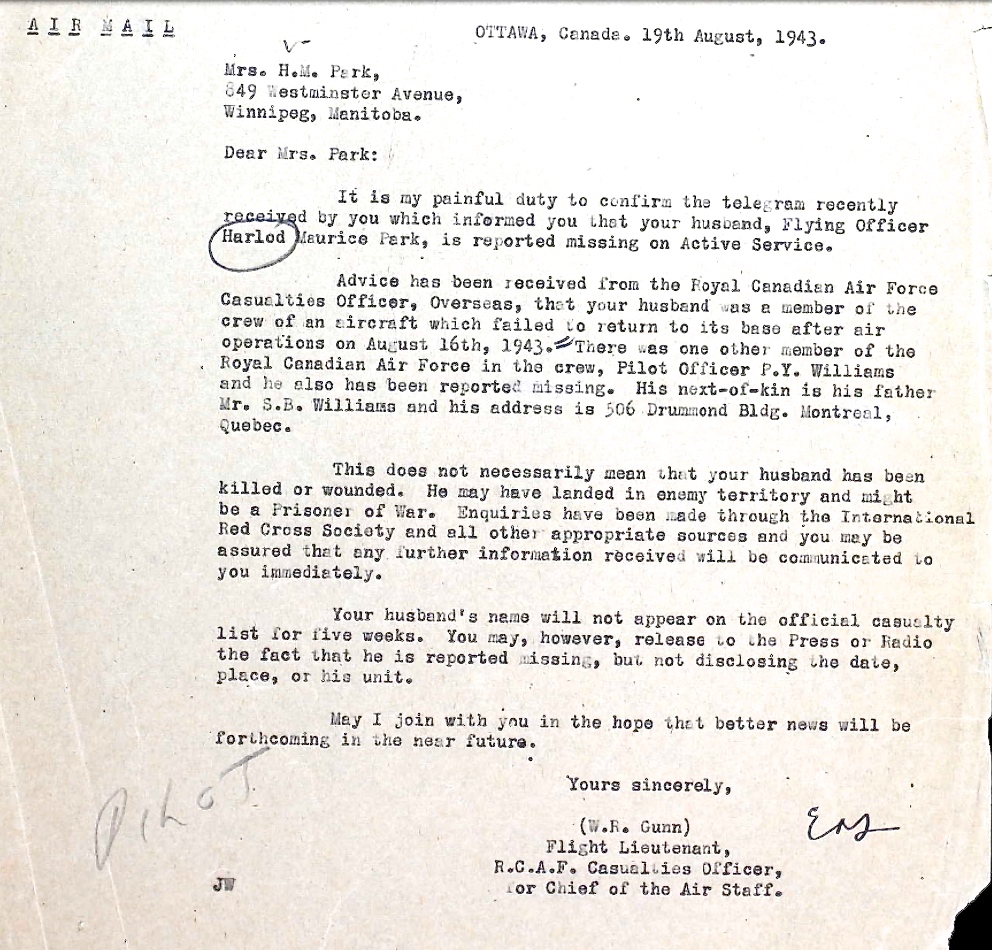 AIR MAIL
OTTAWA, Canada. 19th August, 1943.
Mrs. H.M. Park,
849 Westminster Avenue,
Winnipeg, Manitoba.
Dear Mrs. Park:
It is my painful duty to confirm the telegram recently
received by you which informed you that your husband, Flying Officer
Harlod Maurice Park, is reported missing on Active Service.
Advice has been received from the Royal Canadian Air Force
Casualties Officer, Overseas, that your husband was a member of the
crew of an aircraft which failed to return to its base after air
operations on August 16th, 1943. There was one other member of the
Royal Canadian Air Force in the crew, Pilot Officer P.Y. Williams
and he also has been reported missing. His next-of-kin is his father
Mr. S.B. Williams and his address is 506 Drummond Bldg. Montreal,
Quebec.
This does not necessarily mean that your husband has been
killed or wounded. He may have landed in enemy territory and might
be a Prisoner of War. Enquiries have been made through the International
Red Cross Society and all other appropriate sources and you may be
assured that any further information received will be communicated to
you immediately.
Your husband's name will not appear on the official casualty
list for five weeks. You may, however, release to the Press or Radio
the fact that he is reported missing, but not disclosing the date,
place, or his unit.
May I join with you in the hope that better news will be
forthcoming in the near future.
PILOT
Yours sincerely,
(W.R. Gunn)
Flight Lieutenant,
R.C.A.F. Casualties Officer,
for Chief of the Air Staff.
JW